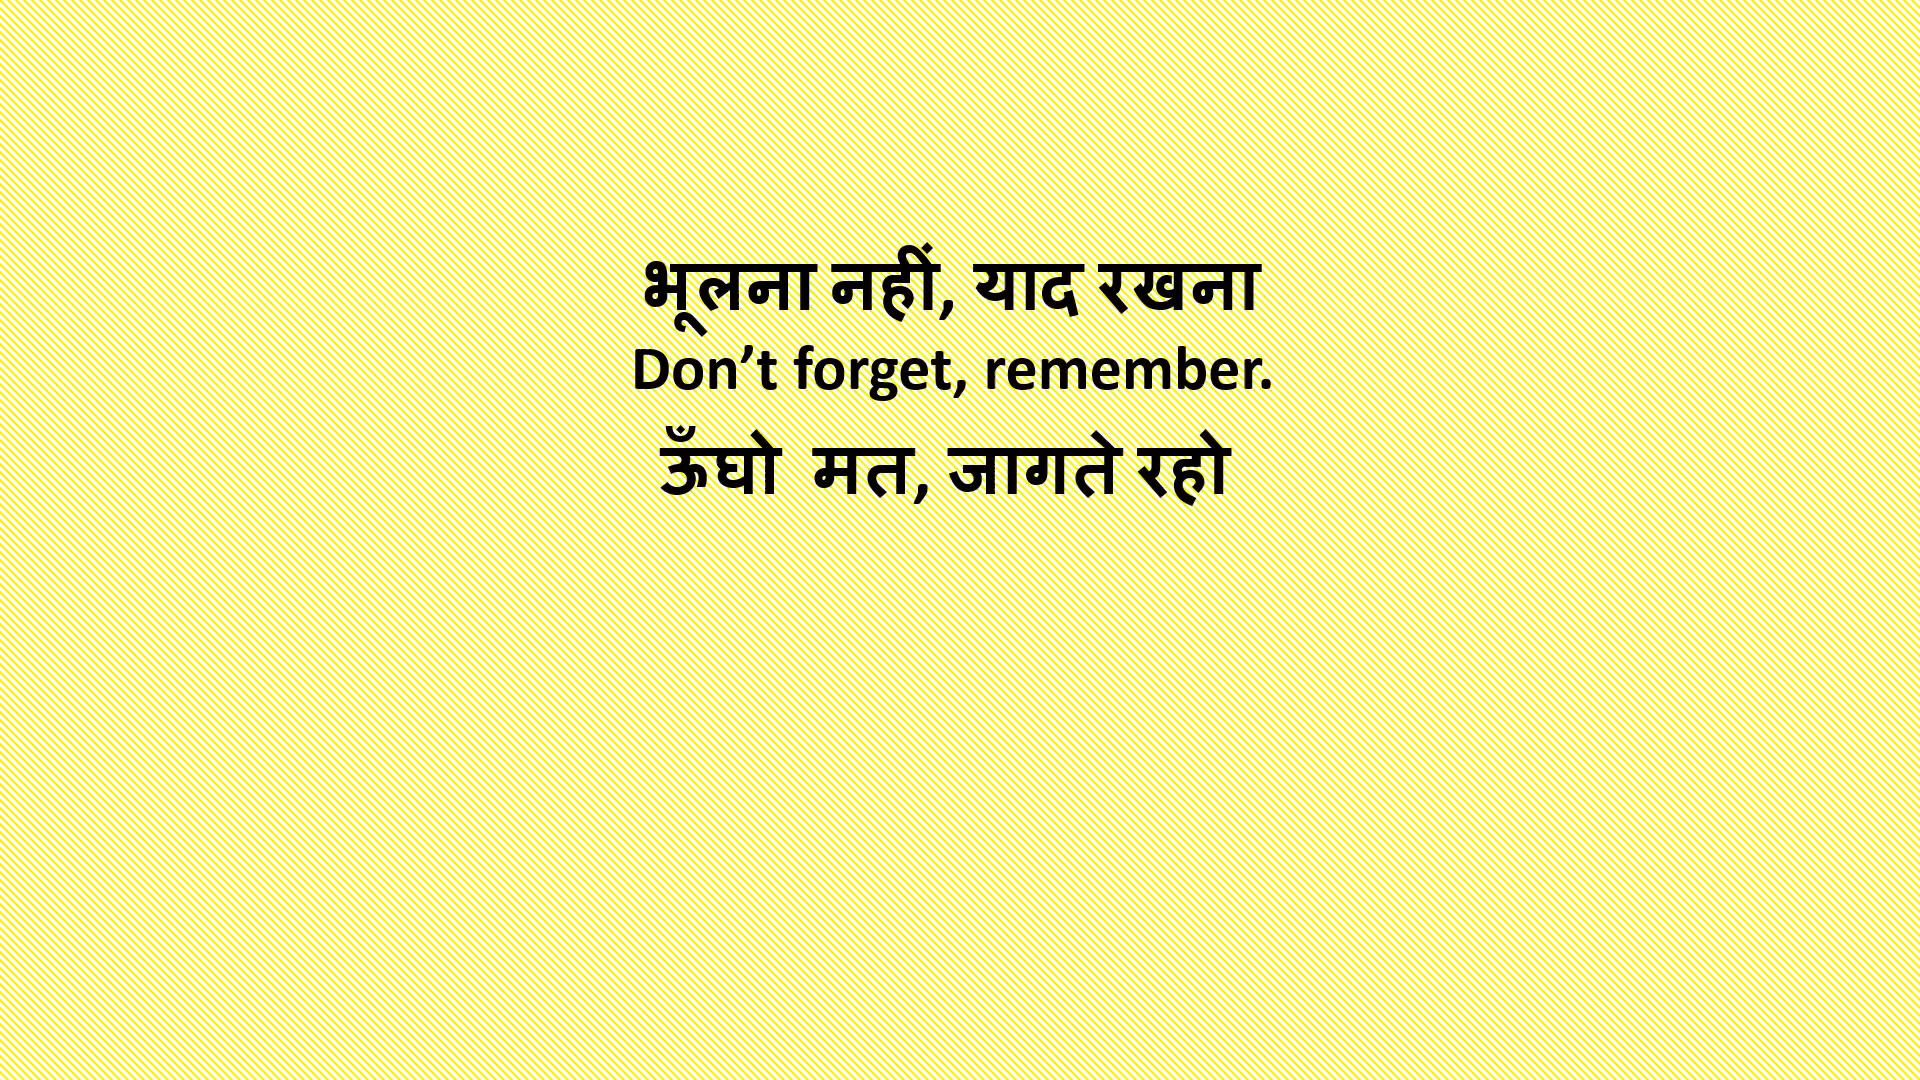 भूलना नहीं, याद रखना
Don’t forget, remember.
ऊँघो  मत, जागते रहो